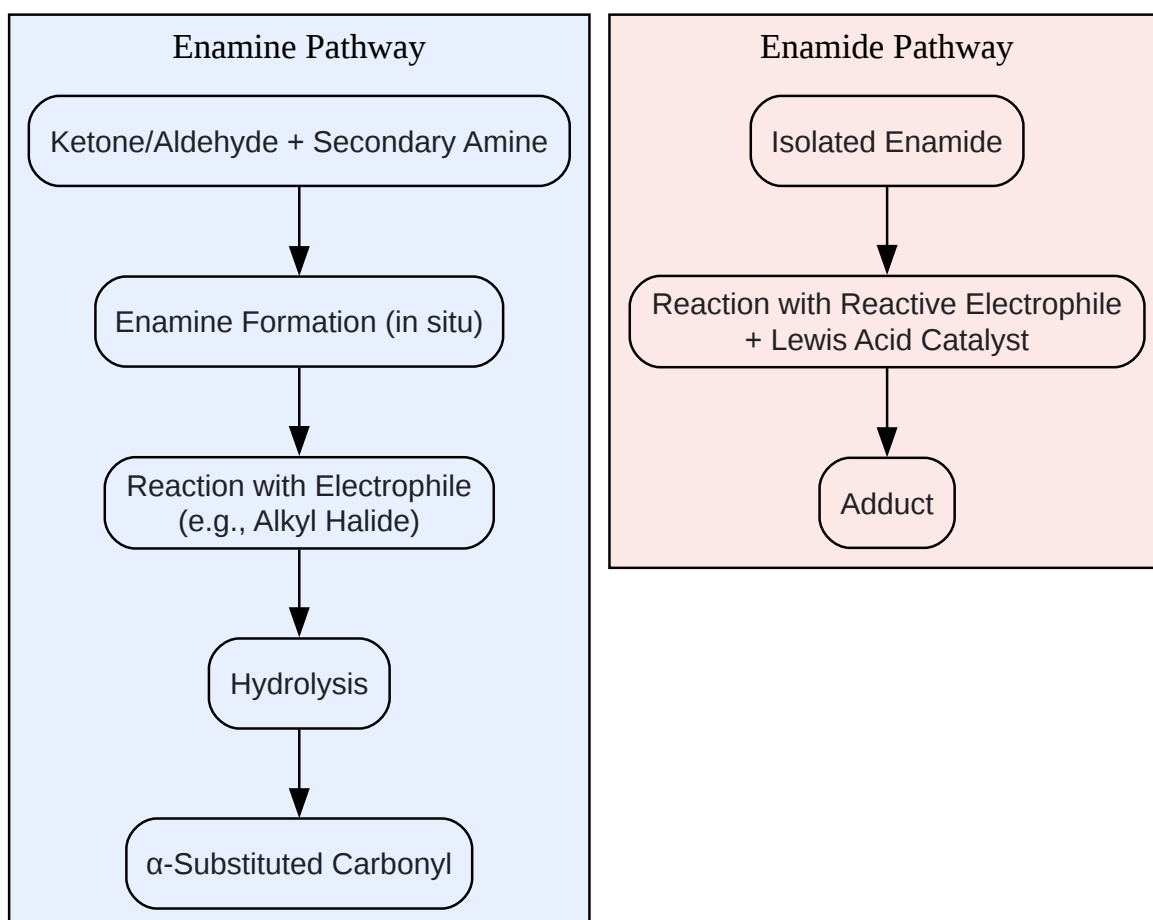 Enamine Pathway
Ketone/Aldehyde + Secondary Amine
Enamine Formation (in situ)
Reaction with Electrophile
(e.g., Alkyl Halide)
Hydrolysis
α-Substituted Carbonyl
Enamide Pathway
Isolated Enamide
Reaction with Reactive Electrophile
+ Lewis Acid Catalyst
Adduct